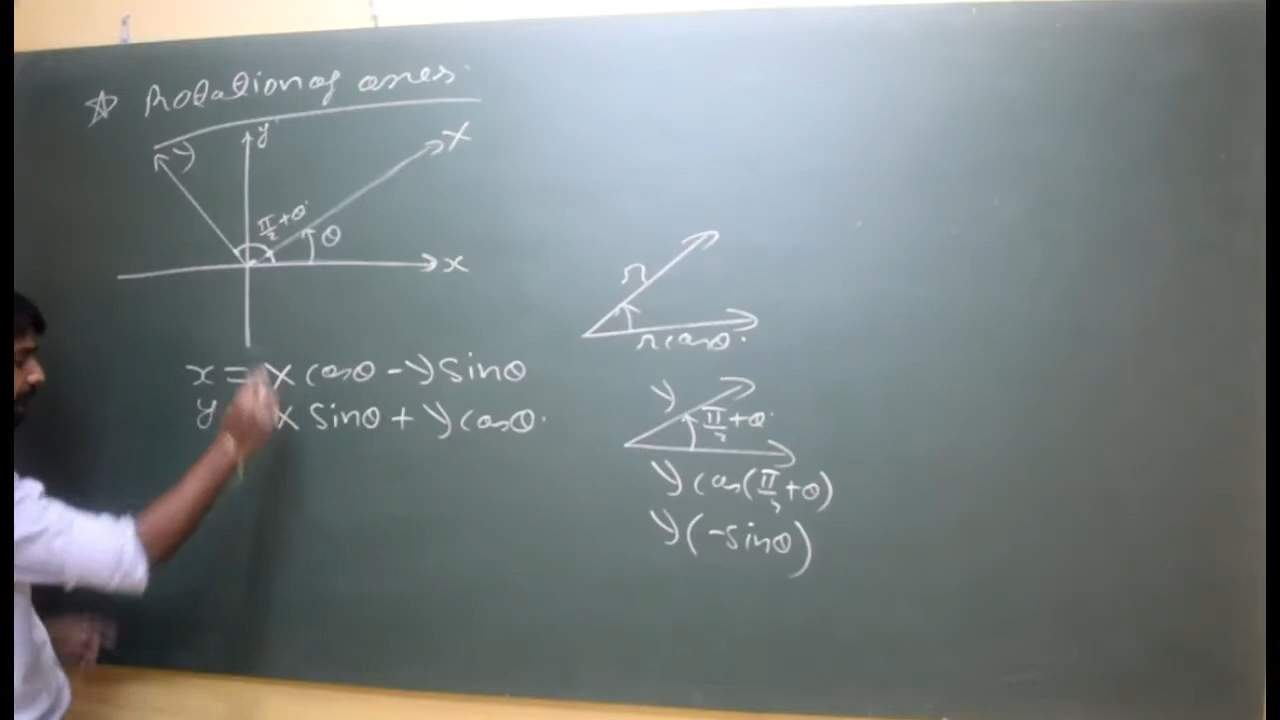 ☆ Rotation of axes.
y
y
X
π/2 + θ
θ
x
x = X cosθ - y sinθ
y X sinθ + y cosθ.
r
r cosθ.
y
π/2 + θ
y cos(π/2 + θ)
y(-sinθ)